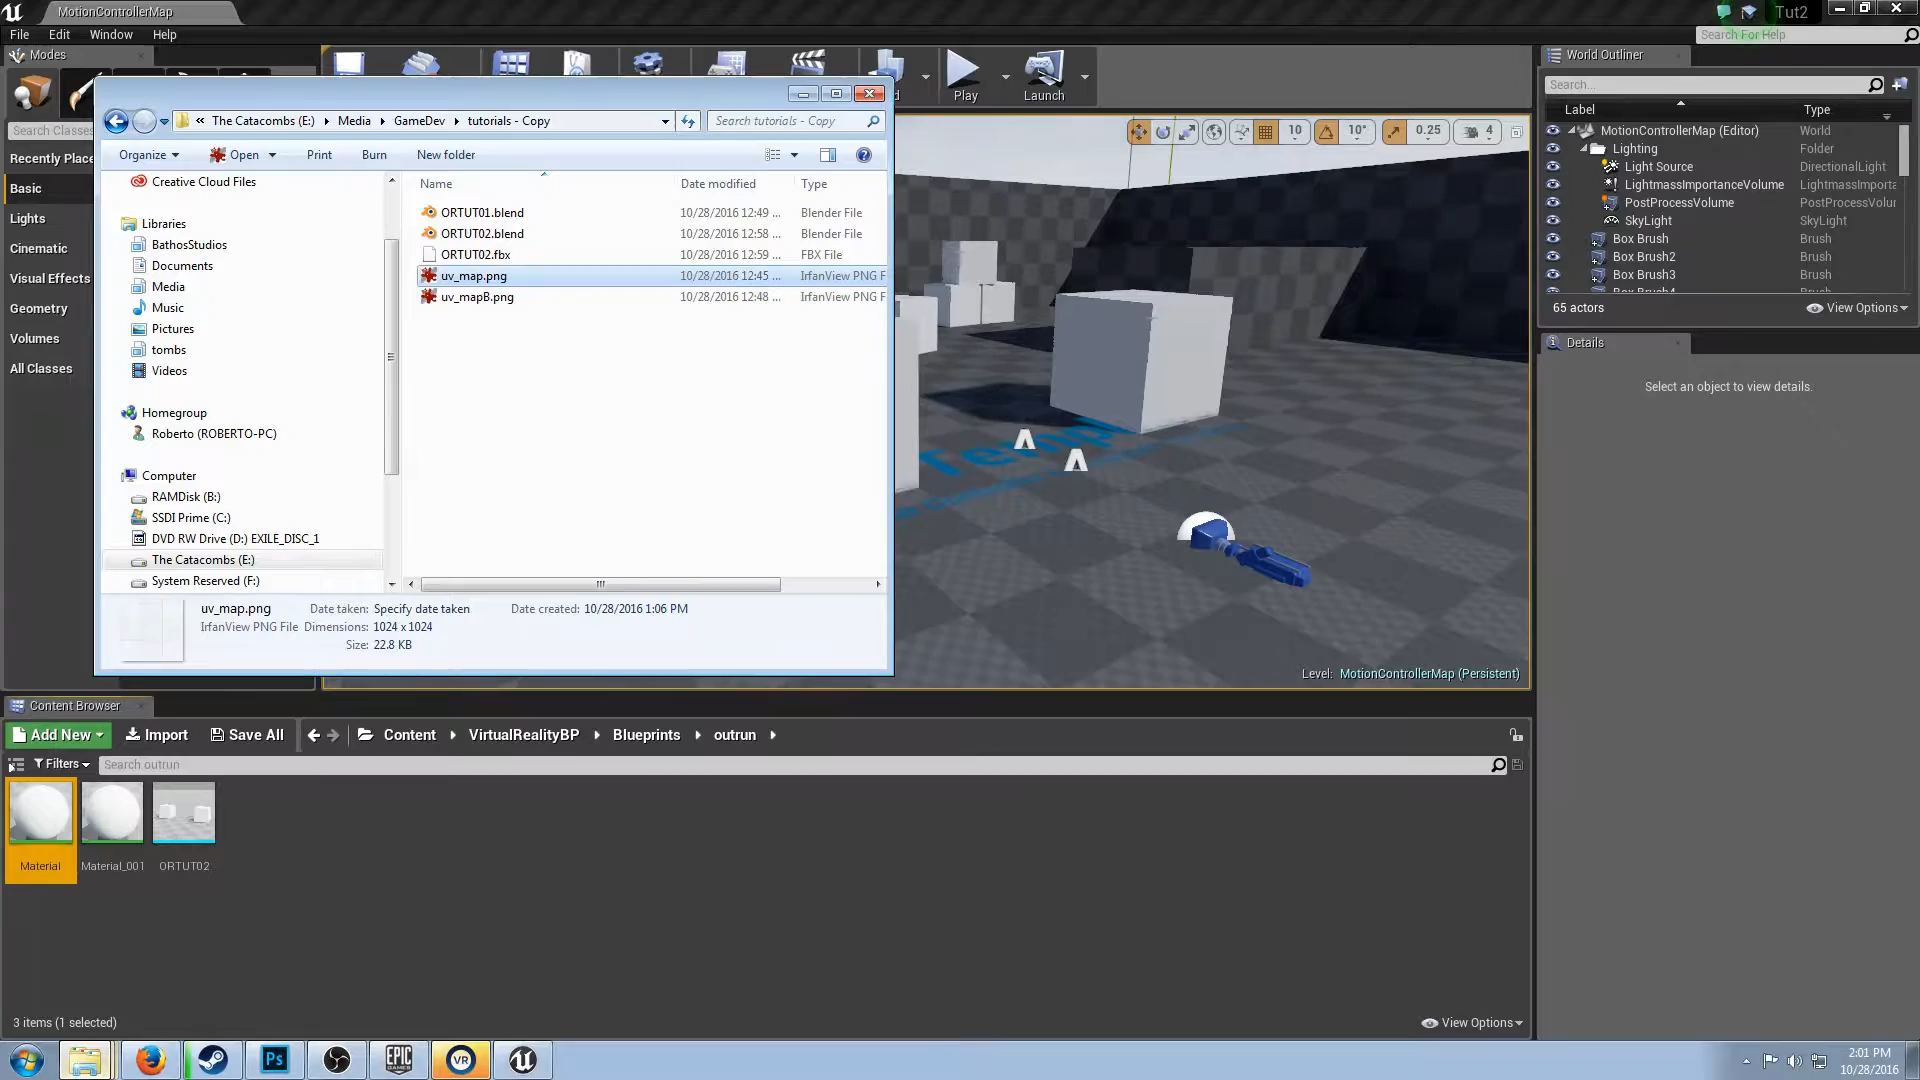 MotionControllerMap
Tut2
File Edit Window Help
Search For Help
Modes
Play
Launch
World Outliner
Search...
Label Type
MotionControllerMap (Editor) World
Lighting Folder
Light Source DirectionalLight
LightmassImportanceVolume LightmassImporta
PostProcessVolume PostProcessVolur
SkyLight SkyLight
Box Brush Brush
Box Brush2 Brush
Box Brush3 Brush
Box Brush4 Brush
65 actors View Options
Details
Select an object to view details.
Search Classes
Recently Place
Basic
Lights
Cinematic
Visual Effects
Geometry
Volumes
All Classes
« The Catacombs (E:) Media GameDev tutorials - Copy
Search tutorials - Copy
Organize Open Print Burn New folder
Name Date modified Type
ORTUT01.blend 10/28/2016 12:49 ... Blender File
ORTUT02.blend 10/28/2016 12:58 ... Blender File
ORTUT02.fbx 10/28/2016 12:59 ... FBX File
uv_map.png 10/28/2016 12:45 ... IrfanView PNG F
uv_mapB.png 10/28/2016 12:48 ... IrfanView PNG F
Creative Cloud Files
Libraries
BathosStudios
Documents
Media
Music
Pictures
tombs
Videos
Homegroup
Roberto (ROBERTO-PC)
Computer
RAMDisk (B:)
SSDI Prime (C:)
DVD RW Drive (D:) EXILE_DISC_1
The Catacombs (E:)
System Reserved (F:)
uv_map.png Date taken: Specify date taken Date created: 10/28/2016 1:06 PM
IrfanView PNG File Dimensions: 1024 x 1024
Size: 22.8 KB
10 10° 0.25 4
Level: MotionControllerMap (Persistent)
Content Browser
Add New Import Save All Content VirtualRealityBP Blueprints outrun
Filters Search outrun
Material Material_001 ORTUT02
3 items (1 selected) View Options
Ps EPIC GAMES VR
2:01 PM
10/28/2016